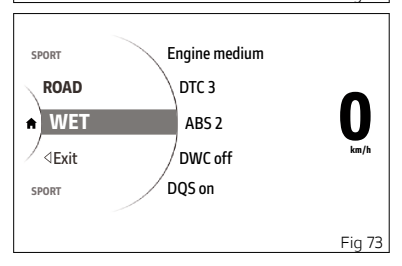 SPORT
ROAD
WET
◁Exit
SPORT
Engine medium
DTC 3
ABS 2
DWC off
DQS on
0
km/h
Fig 73